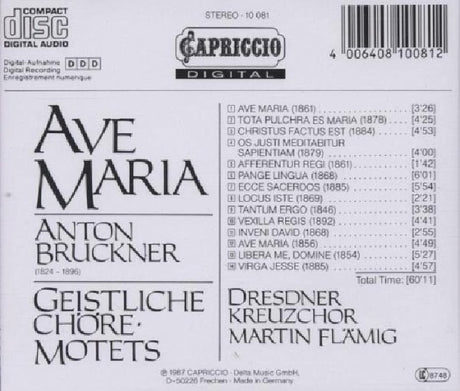 COMPACT
disc
DIGITAL AUDIO
Digital-Aufnahme
Digital Recording
Enregistrement numérique
D D D
STEREO · 10 081
CAPRICCIO
DIGITAL
4 006408 100812
AVE
MARIA
ANTON
BRUCKNER
(1824 – 1896)
GEISTLICHE
CHÖRE·
MOTETS
1 AVE MARIA (1861) [3'26]
2 TOTA PULCHRA ES MARIA (1878) [4'25]
3 CHRISTUS FACTUS EST (1884) [4'53]
4 OS JUSTI MEDITABITUR
SAPIENTIAM (1879) [4'00]
5 AFFERENTUR REGI (1861) [1'42]
6 PANGE LINGUA (1868) [6'01]
7 ECCE SACERDOS (1885) [5'54]
8 LOCUS ISTE (1869) [2'21]
9 TANTUM ERGO (1846) [3'38]
10 VEXILLA REGIS (1892) [4'41]
11 INVENI DAVID (1868) [2'55]
12 AVE MARIA (1856) [4'49]
13 LIBERA ME, DOMINE (1854) [5'27]
14 VIRGA JESSE (1885) [4'57]
Total Time: [60'11]
DRESDNER
KREUZCHOR
MARTIN FLÄMIG
℗ 1987 CAPRICCIO · Delta Music GmbH,
D-50226 Frechen · Made in Germany
8748